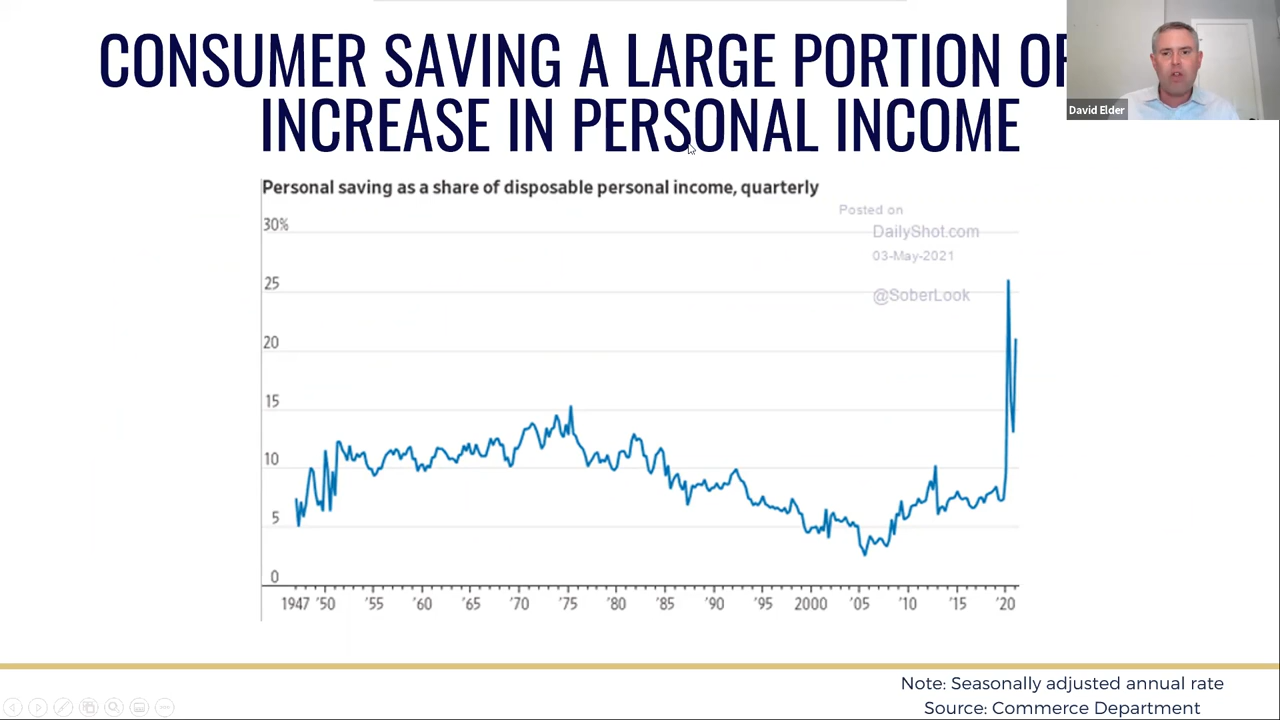 CONSUMER SAVING A LARGE PORTION OF
INCREASE IN PERSONAL INCOME
David Elder
Personal saving as a share of disposable personal income, quarterly
Posted on
DailyShot.com
03-May-2021
@SoberLook
30%
25
20
15
10
5
0
1947 '50 '55 '60 '65 '70 '75 '80 '85 '90 '95 2000 '05 '10 '15 '20
Note: Seasonally adjusted annual rate
Source: Commerce Department